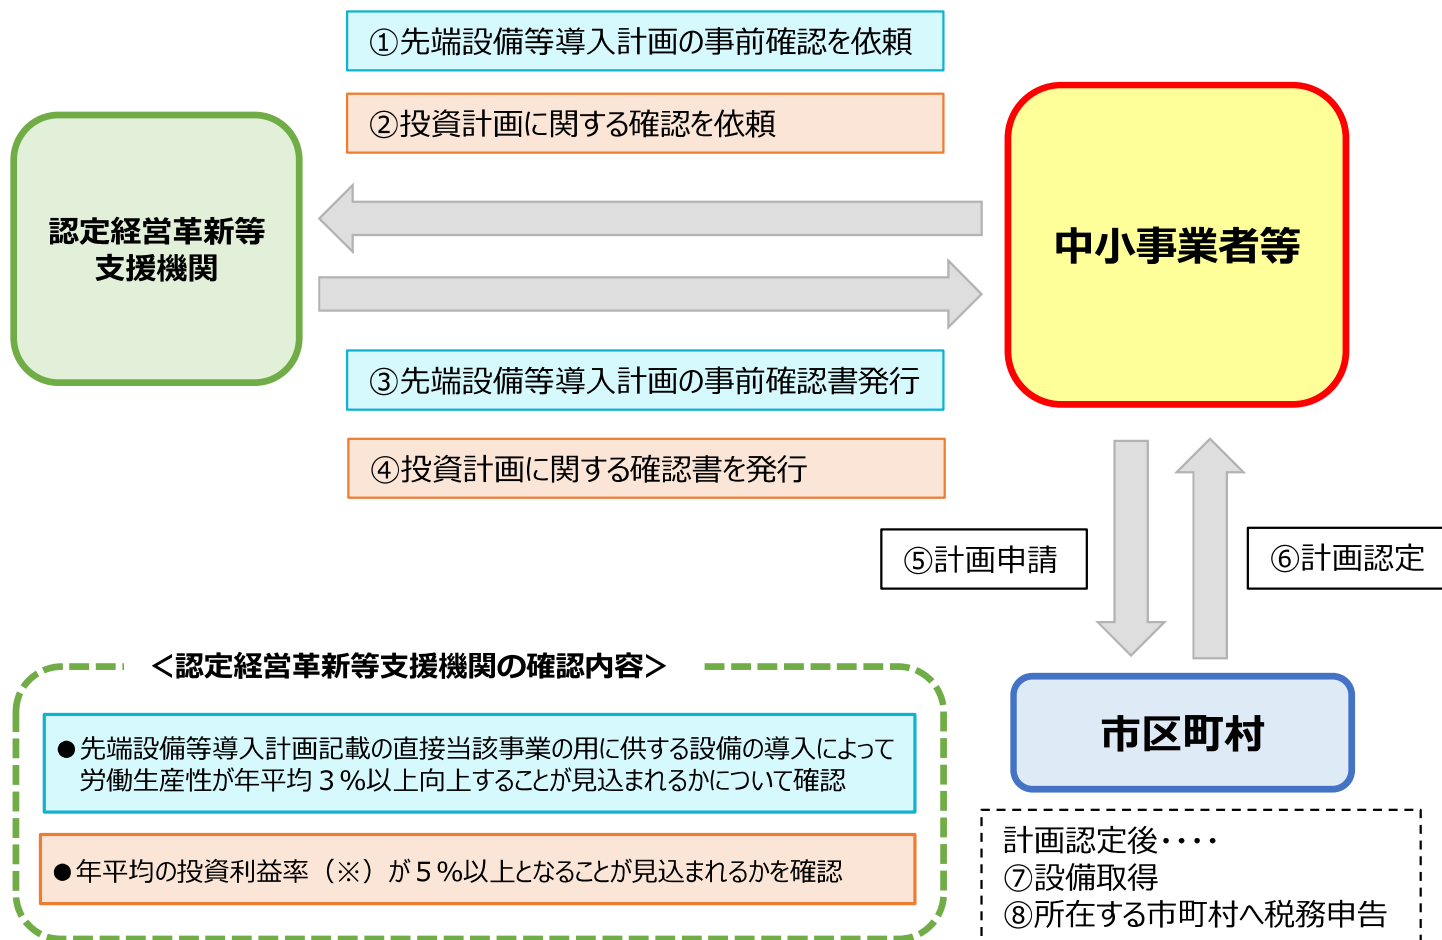 ①先端設備等導入計画の事前確認を依頼
②投資計画に関する確認を依頼
認定経営革新等
支援機関
中小事業者等
③先端設備等導入計画の事前確認書発行
④投資計画に関する確認書を発行
⑤計画申請
⑥計画認定
＜認定経営革新等支援機関の確認内容＞
●先端設備等導入計画記載の直接当該事業の用に供する設備の導入によって
労働生産性が年平均３％以上向上することが見込まれるかについて確認
●年平均の投資利益率（※）が５％以上となることが見込まれるかを確認
市区町村
計画認定後・・・・
⑦設備取得
⑧所在する市町村へ税務申告